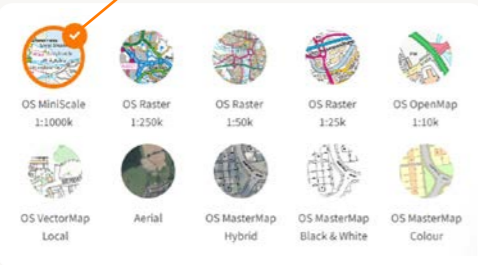 OS MiniScale OS Raster OS Raster OS Raster OS OpenMap
1:1000k 1:250k 1:50k 1:25k 1:10k
OS VectorMap Aerial OS MasterMap OS MasterMap OS MasterMap
Local Hybrid Black & White Colour